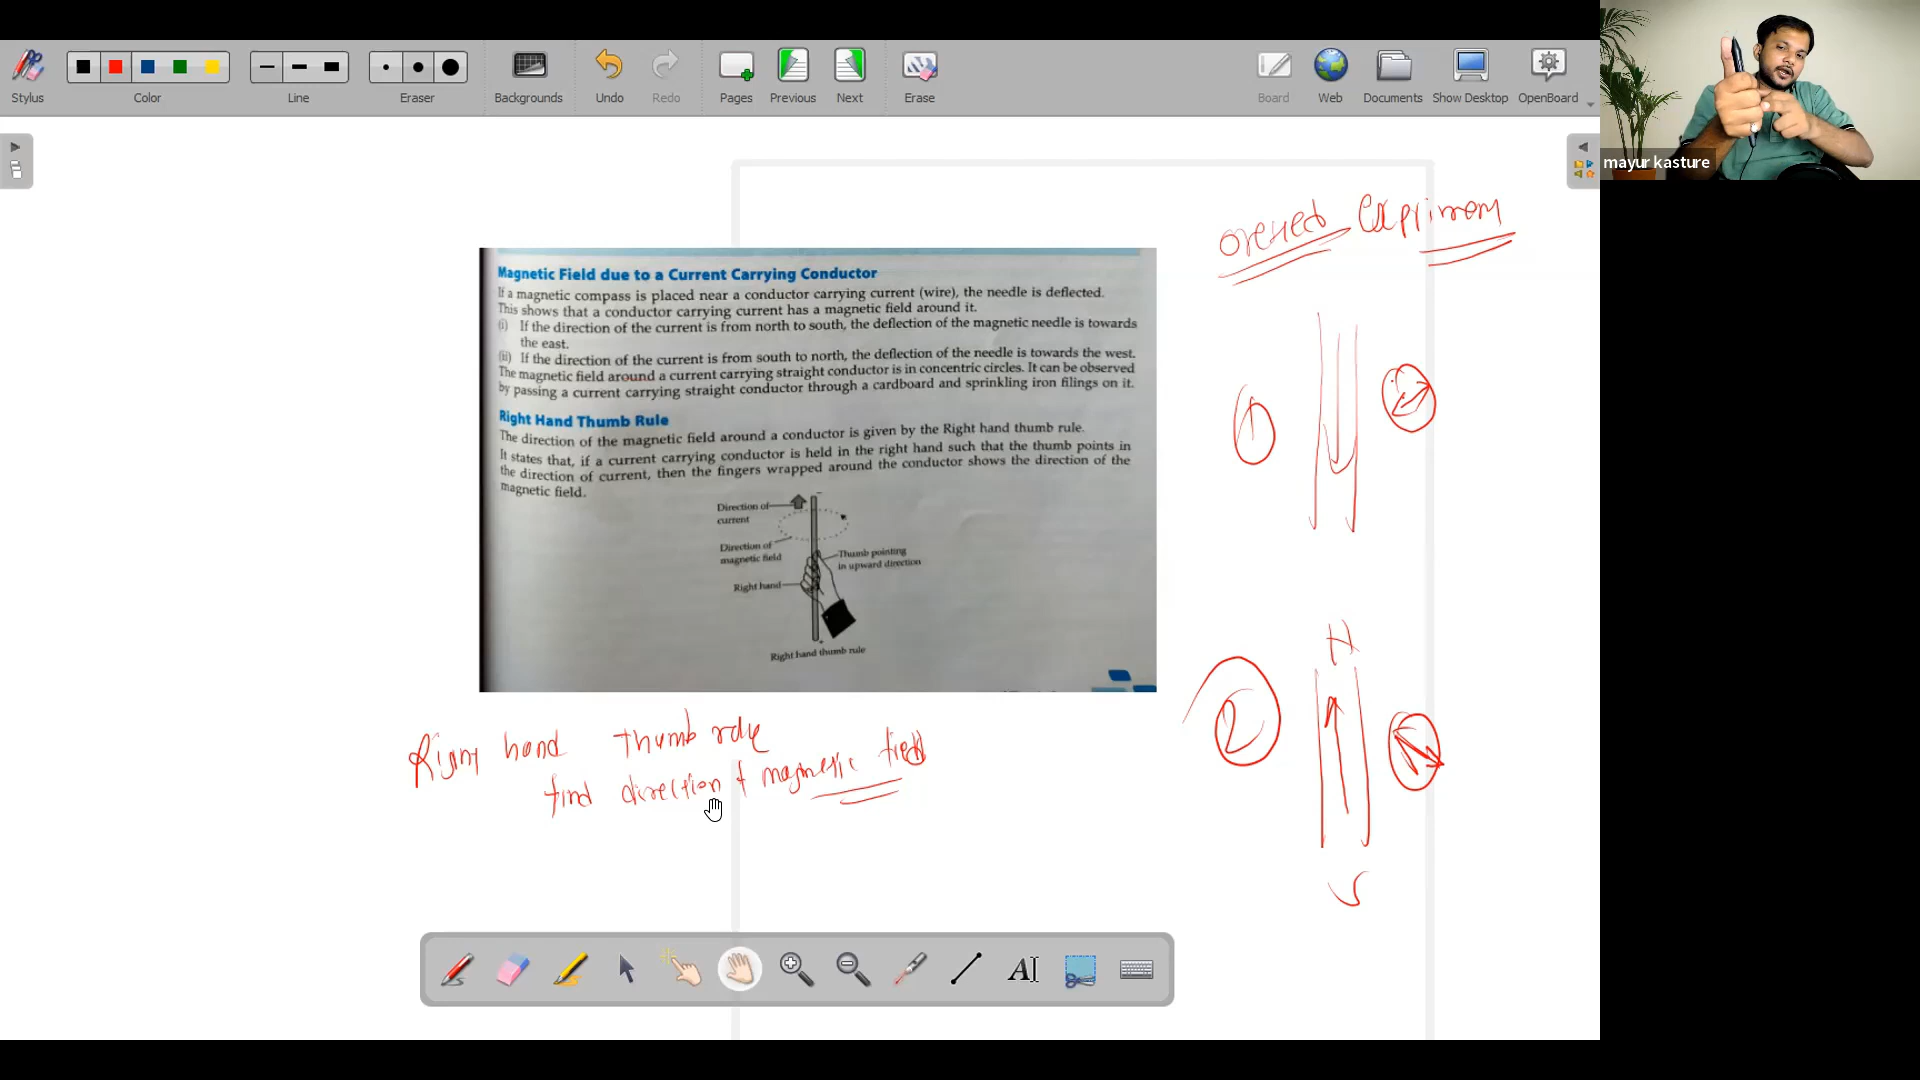 Stylus
Color
Line
Eraser
Backgrounds
Undo
Redo
Pages
Previous
Next
Erase
Board
Web
Documents
Show Desktop
OpenBoard
mayur kasture
Magnetic Field due to a Current Carrying Conductor
If a magnetic compass is placed near a conductor carrying current (wire), the needle is deflected.
This shows that a conductor carrying current has a magnetic field around it.
(i) If the direction of the current is from north to south, the deflection of the magnetic needle is towards
the east.
(ii) If the direction of the current is from south to north, the deflection of the needle is towards the west.
The magnetic field around a current carrying straight conductor is in concentric circles. It can be observed
by passing a current carrying straight conductor through a cardboard and sprinkling iron filings on it.
Right Hand Thumb Rule
The direction of the magnetic field around a conductor is given by the Right hand thumb rule.
It states that, if a current carrying conductor is held in the right hand such that the thumb points in
the direction of current, then the fingers wrapped around the conductor shows the direction of the
magnetic field.
Direction of
current
Direction of
magnetic field
Thumb pointing
in upward direction
Right hand
Right hand thumb rule
1
2
N
S
hand thumb rule
find direction of magnetic field
AI